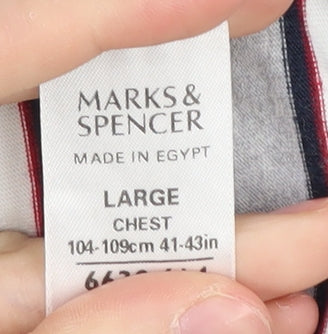 MARKS &
SPENCER
MADE IN EGYPT
LARGE
CHEST
104-109cm 41-43in